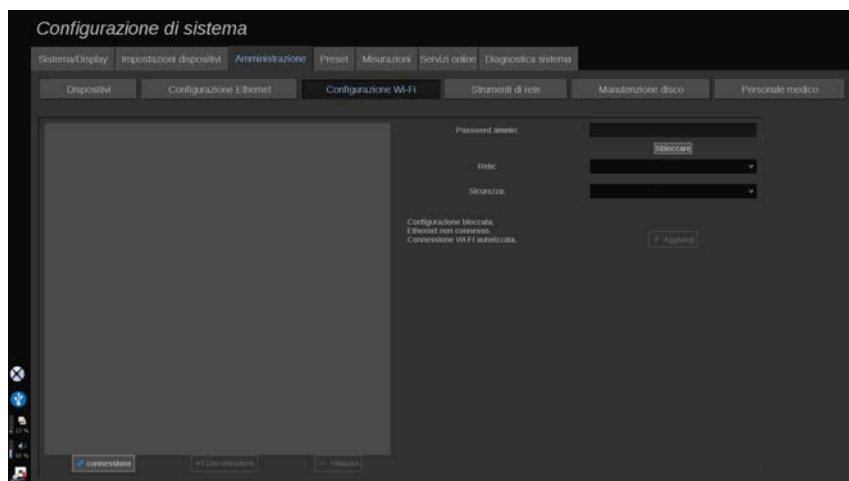 Configurazione di sistema
Sistema/Display Impostazioni dispositivi Amministrazione Preset Misurazioni Servizi online Diagnostica sistema
Dispositivi Configurazione Ethernet Configurazione Wi-Fi Strumenti di rete Manutenzione disco Personale medico
Password ammin:
Sbloccare
Rete:
Sicurezza:
Configurazione bloccata.
Ethernet non connesso.
Connessione Wi-Fi autorizzata.
+ Aggiungi
connessione